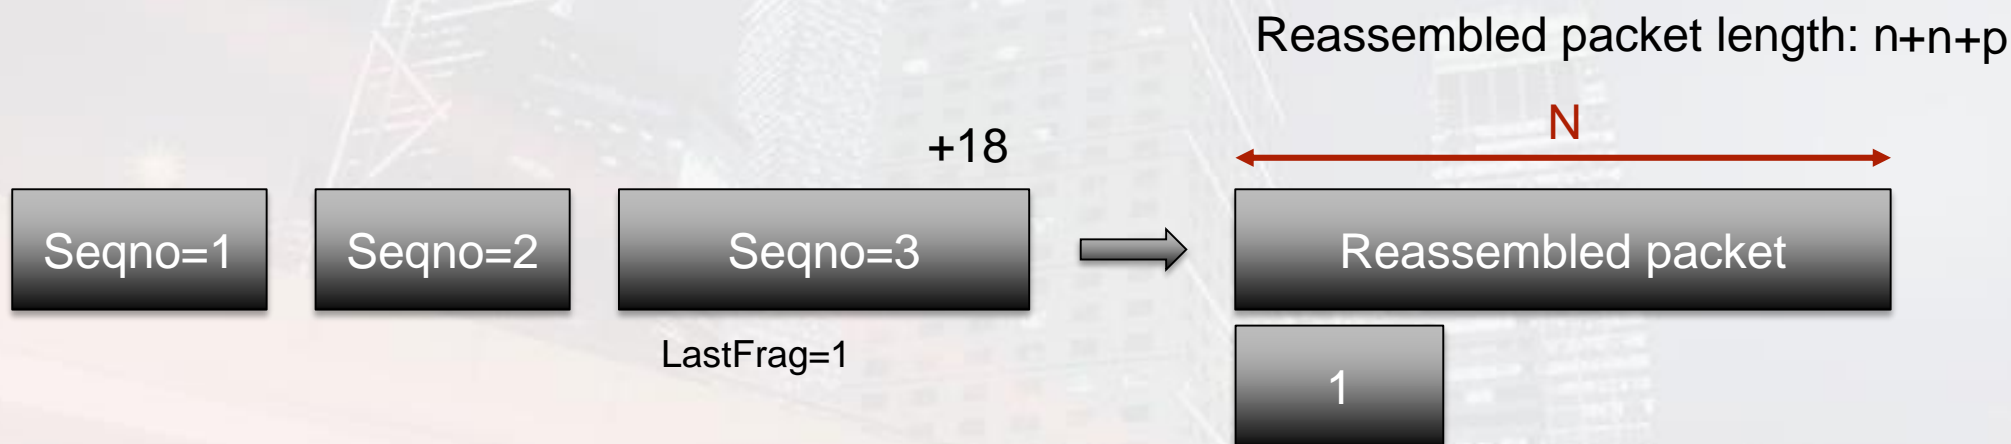 Reassembled packet length: n+n+p
N
+18
Seqno=1
Seqno=2
Seqno=3
Reassembled packet
LastFrag=1
1